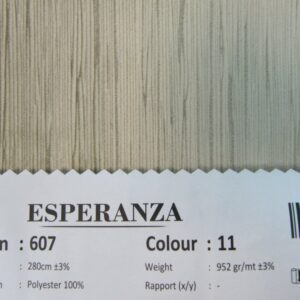 ESPERANZA
n : 607 Colour : 11
: 280cm ±3% Weight : 952 gr/mt ±3%
n : Polyester 100% Rapport (x/y) : -